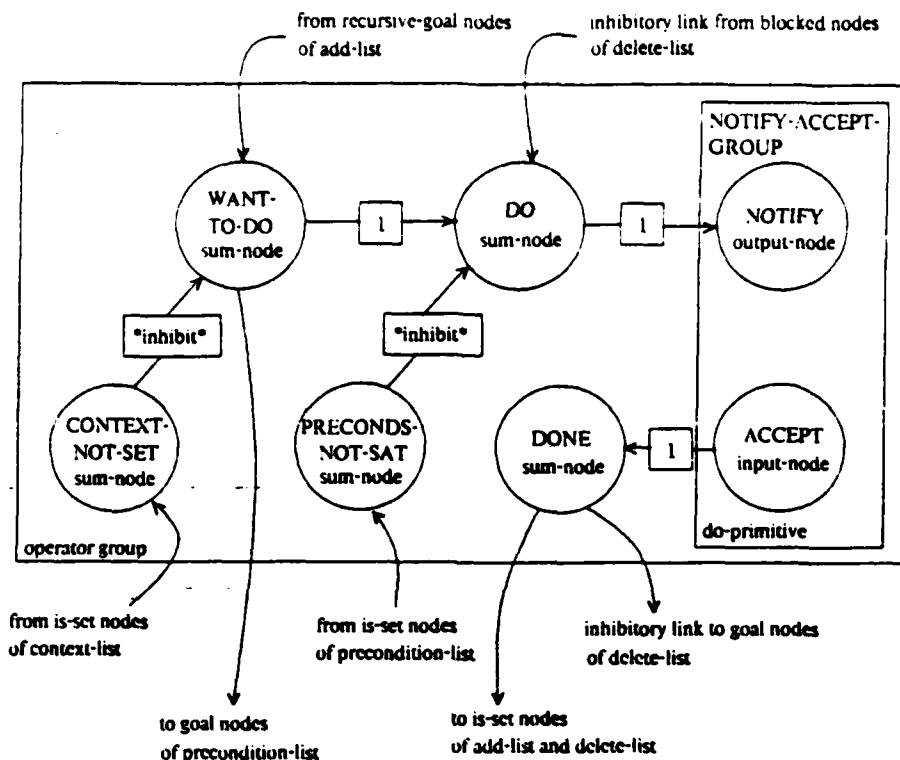 from recursive-goal nodes
of add-list
inhibitory link from blocked nodes
of delete-list
NOTIFY-ACCEPT-
GROUP
WANT-
TO-DO
sum-node
1
DO
sum-node
1
NOTIFY
output-node
*inhibit*
*inhibit*
CONTEXT-
NOT-SET
sum-node
PRECONDS-
NOT-SAT
sum-node
DONE
sum-node
1
ACCEPT
input-node
operator group
do-primitive
from is-set nodes
of context-list
from is-set nodes
of precondition-list
inhibitory link to goal nodes
of delete-list
to goal nodes
of precondition-list
to is-set nodes
of add-list and delete-list